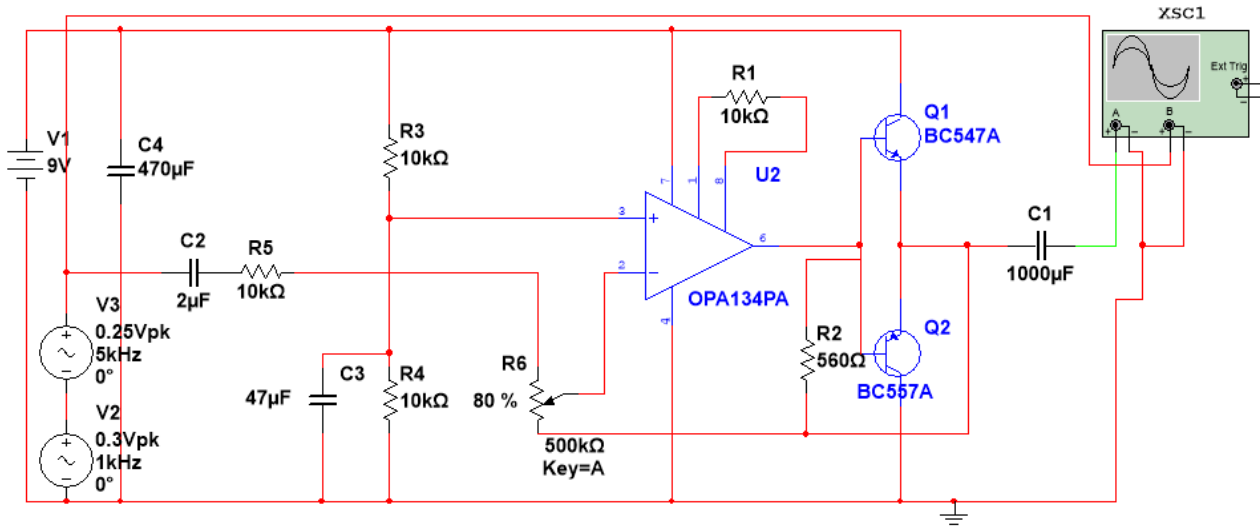 XSC1
Ext Trig
+
–
A
B
+
–
+
–
V1
9V
C4
470µF
R3
10kΩ
R1
10kΩ
Q1
BC547A
U2
7
1
8
3
+
2
–
6
4
OPA134PA
C1
1000µF
C2
2µF
R5
10kΩ
V3
0.25Vpk
5kHz
0°
+
–
V2
0.3Vpk
1kHz
0°
+
–
C3
47µF
R4
10kΩ
R6
80 %
500kΩ
Key=A
R2
560Ω
Q2
BC557A